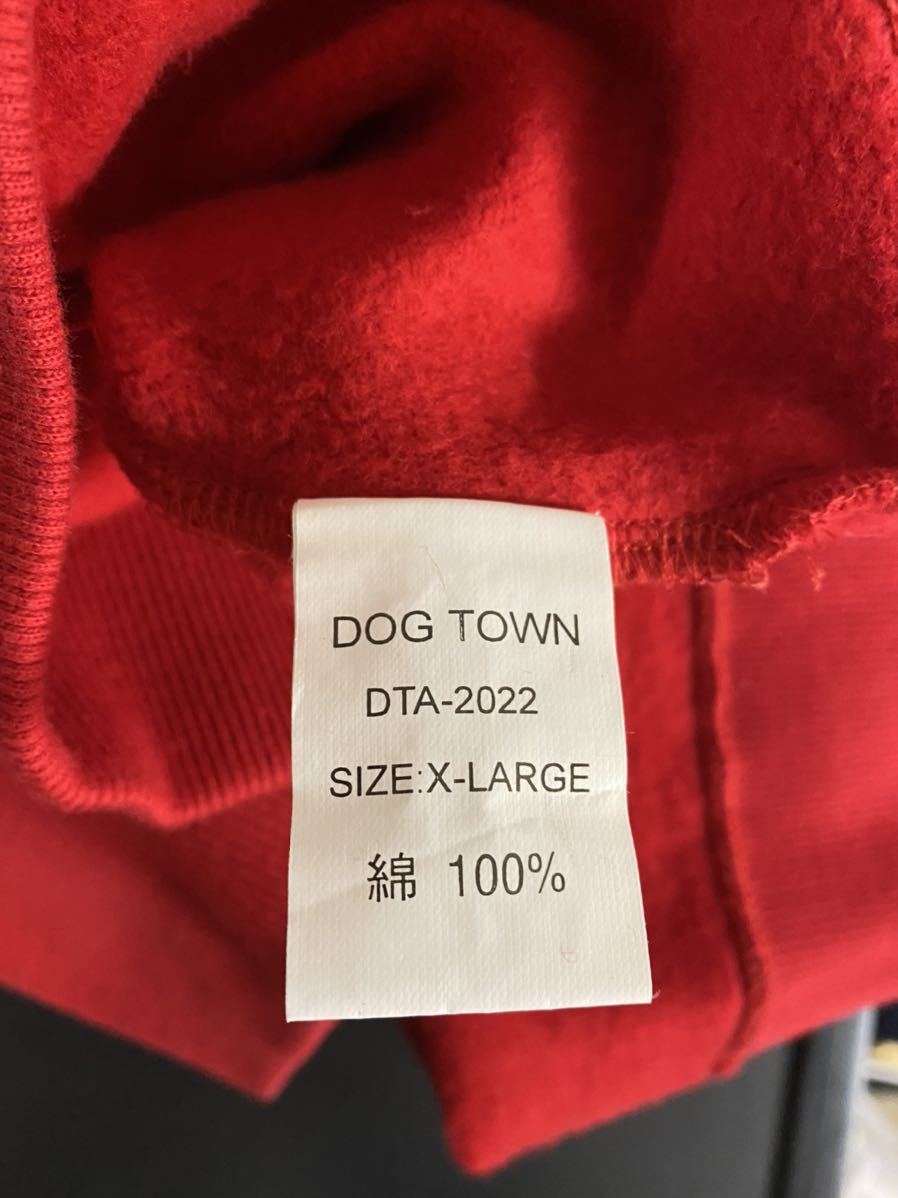 DOG TOWN
DTA-2022
SIZE:X-LARGE
綿 100%